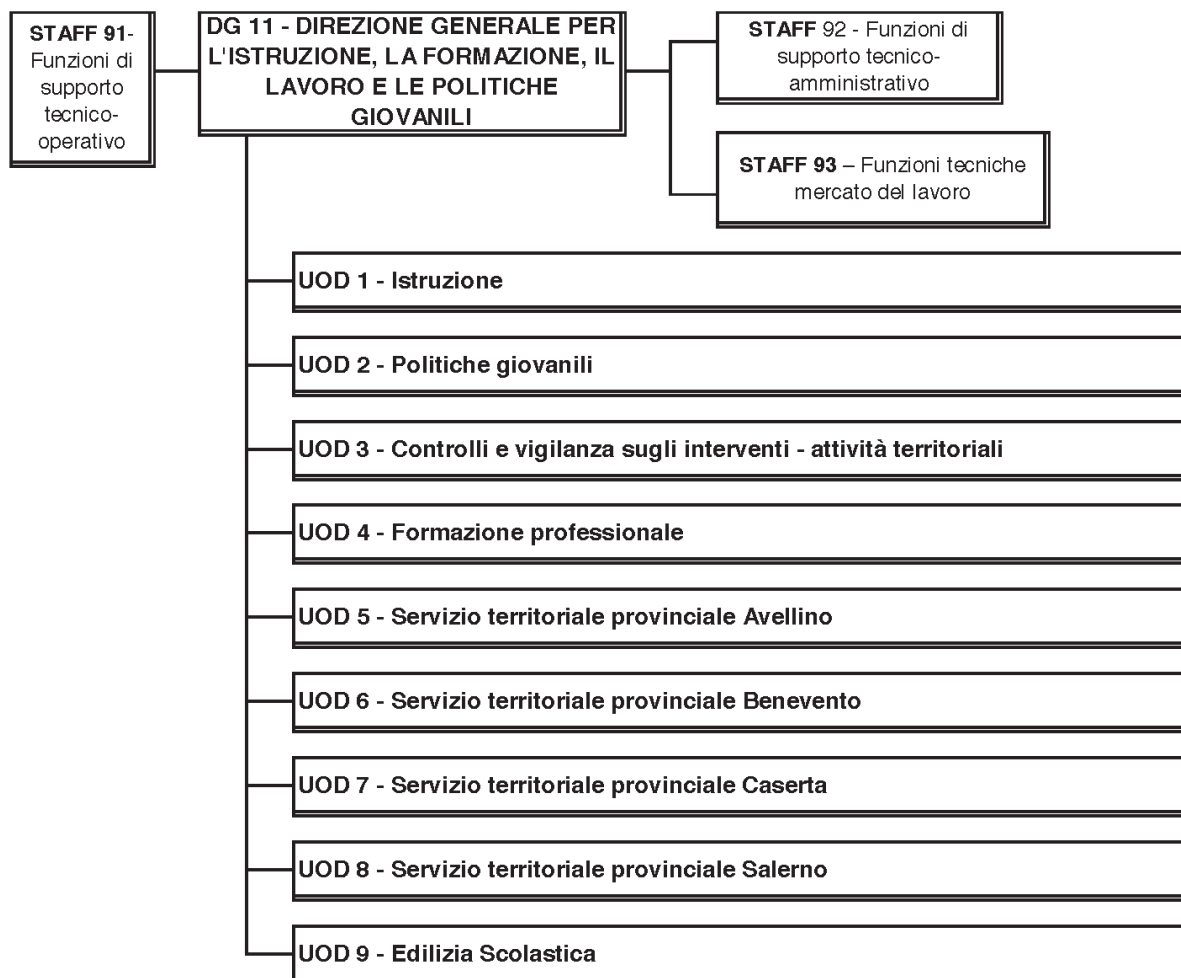 STAFF 91-
Funzioni di
supporto
tecnico-
operativo
DG 11 - DIREZIONE GENERALE PER
L'ISTRUZIONE, LA FORMAZIONE, IL
LAVORO E LE POLITICHE
GIOVANILI
STAFF 92 - Funzioni di
supporto tecnico-
amministrativo
STAFF 93 – Funzioni tecniche
mercato del lavoro
UOD 1 - Istruzione
UOD 2 - Politiche giovanili
UOD 3 - Controlli e vigilanza sugli interventi - attività territoriali
UOD 4 - Formazione professionale
UOD 5 - Servizio territoriale provinciale Avellino
UOD 6 - Servizio territoriale provinciale Benevento
UOD 7 - Servizio territoriale provinciale Caserta
UOD 8 - Servizio territoriale provinciale Salerno
UOD 9 - Edilizia Scolastica